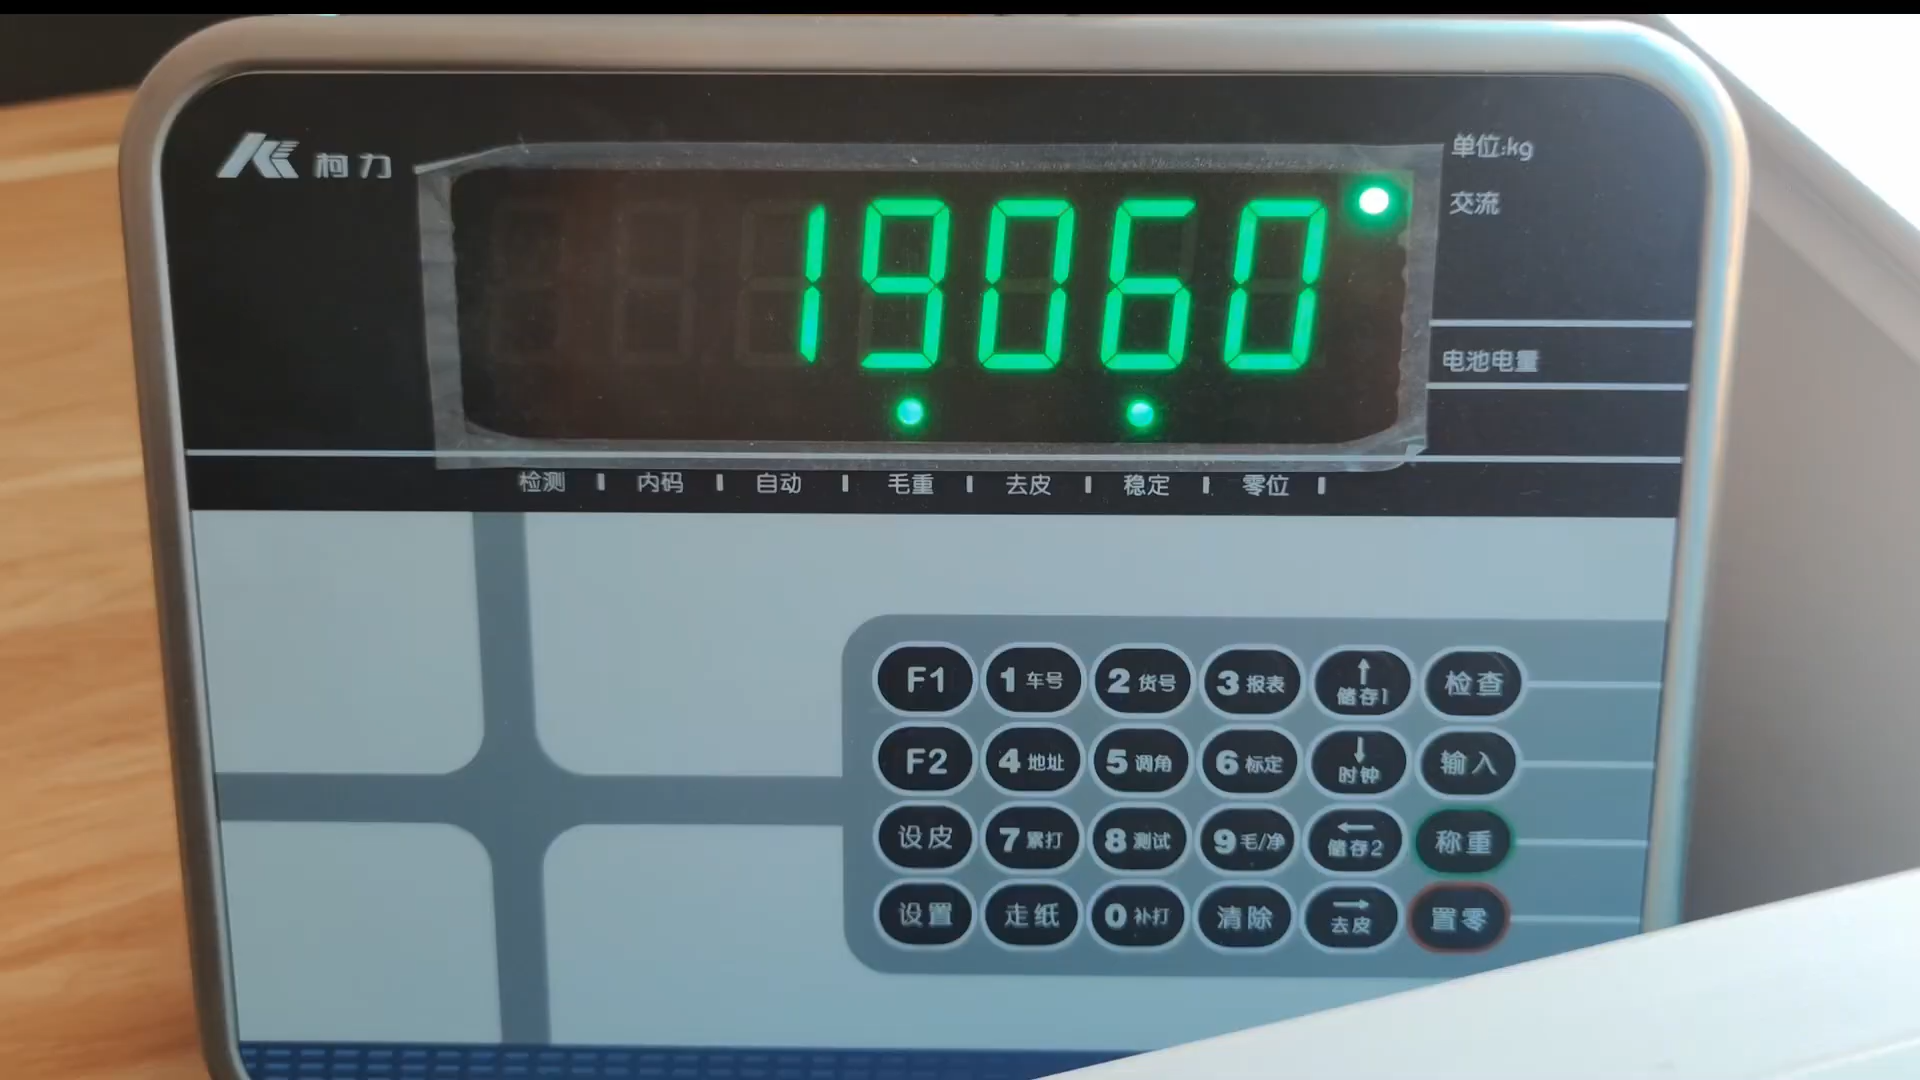 柯力
单位:kg
19060
交流
电池电量
检测 内码 自动 毛重 去皮 稳定 零位
F1 1车号 2货号 3报表 ↑储存1 检查
F2 4地址 5调角 6标定 ↓时钟 输入
设皮 7累打 8测试 9毛/净 ←储存2 称重
设置 走纸 0补打 清除 →去皮 置零